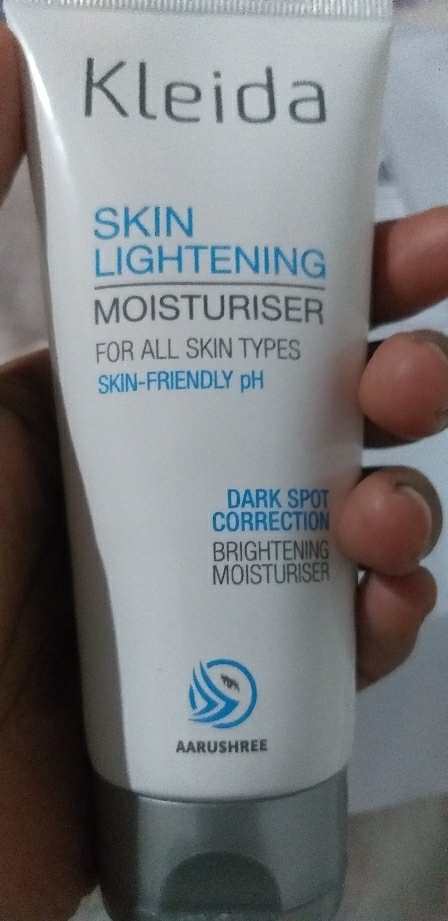 Kleida
SKIN
LIGHTENING
MOISTURISER
FOR ALL SKIN TYPES
SKIN-FRIENDLY pH
DARK SPOT
CORRECTION
BRIGHTENING
MOISTURISER
AARUSHREE